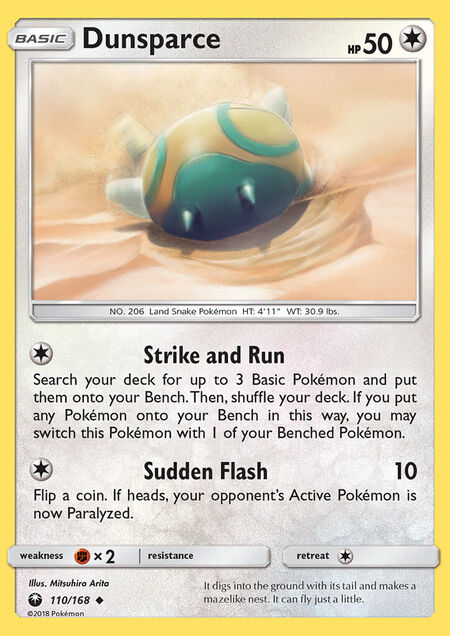 BASIC Dunsparce HP 50
NO. 206 Land Snake Pokémon HT: 4'11" WT: 30.9 lbs.
Strike and Run
Search your deck for up to 3 Basic Pokémon and put
them onto your Bench. Then, shuffle your deck. If you put
any Pokémon onto your Bench in this way, you may
switch this Pokémon with 1 of your Benched Pokémon.
Sudden Flash 10
Flip a coin. If heads, your opponent's Active Pokémon is
now Paralyzed.
weakness × 2 resistance retreat
Illus. Mitsuhiro Arita
110/168
©2018 Pokémon
It digs into the ground with its tail and makes a
mazelike nest. It can fly just a little.